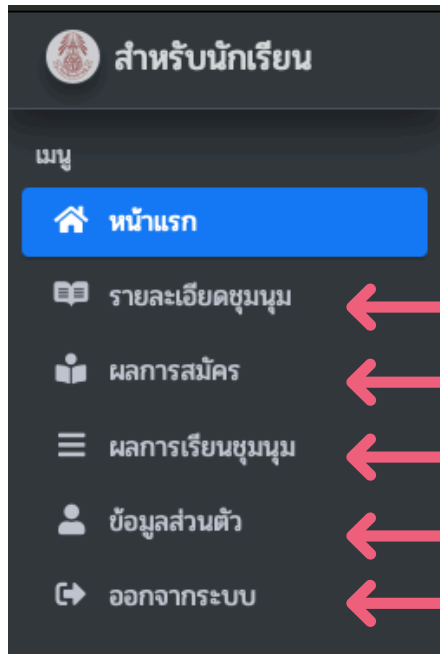 สำหรับนักเรียน
เมนู
หน้าแรก
รายละเอียดชุมนุม
ผลการสมัคร
ผลการเรียนชุมนุม
ข้อมูลส่วนตัว
ออกจากระบบ